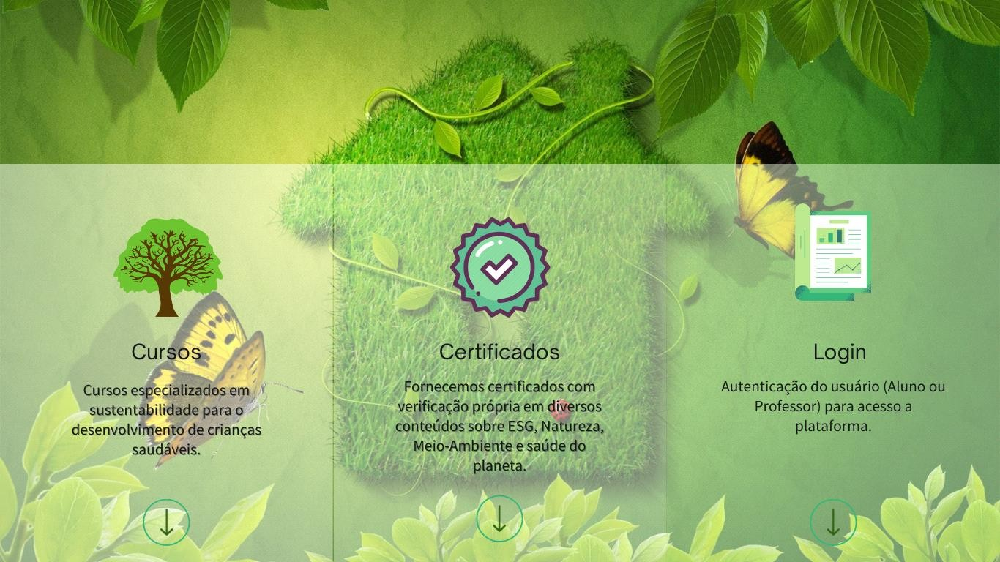 Cursos
Cursos especializados em
sustentabilidade para o
desenvolvimento de crianças
saudáveis.
Certificados
Fornecemos certificados com
verificação própria em diversos
conteúdos sobre ESG, Natureza,
Meio-Ambiente e saúde do
planeta.
Login
Autenticação do usuário (Aluno ou
Professor) para acesso a
plataforma.